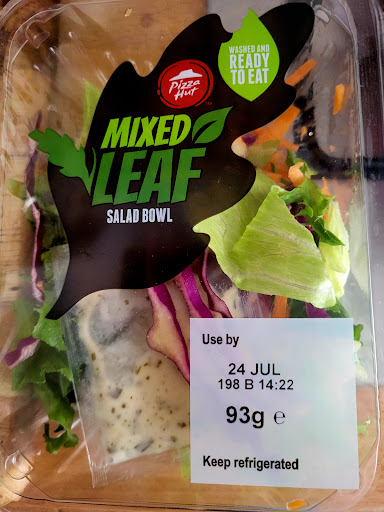 WASHED AND
READY
TO EAT
Pizza
Hut
MIXED
LEAF
SALAD BOWL
Use by
24 JUL
198 B 14:22
93g ℮
Keep refrigerated